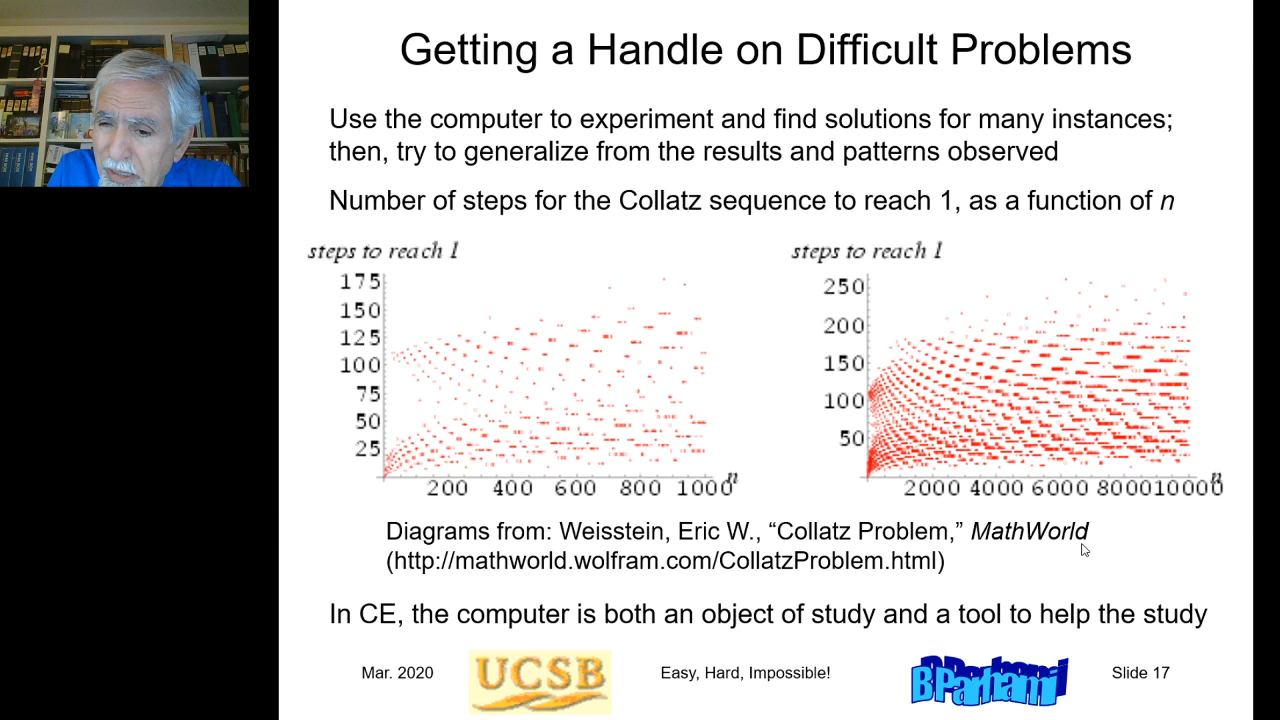 Getting a Handle on Difficult Problems
Use the computer to experiment and find solutions for many instances;
then, try to generalize from the results and patterns observed
Number of steps for the Collatz sequence to reach 1, as a function of n
steps to reach 1
175
150
125
100
75
50
25
200 400 600 800 1000 n
steps to reach 1
250
200
150
100
50
2000 4000 6000 8000 10000 n
Diagrams from: Weisstein, Eric W., “Collatz Problem,” MathWorld
(http://mathworld.wolfram.com/CollatzProblem.html)
In CE, the computer is both an object of study and a tool to help the study
Mar. 2020
UCSB
Easy, Hard, Impossible!
BParhami
Slide 17